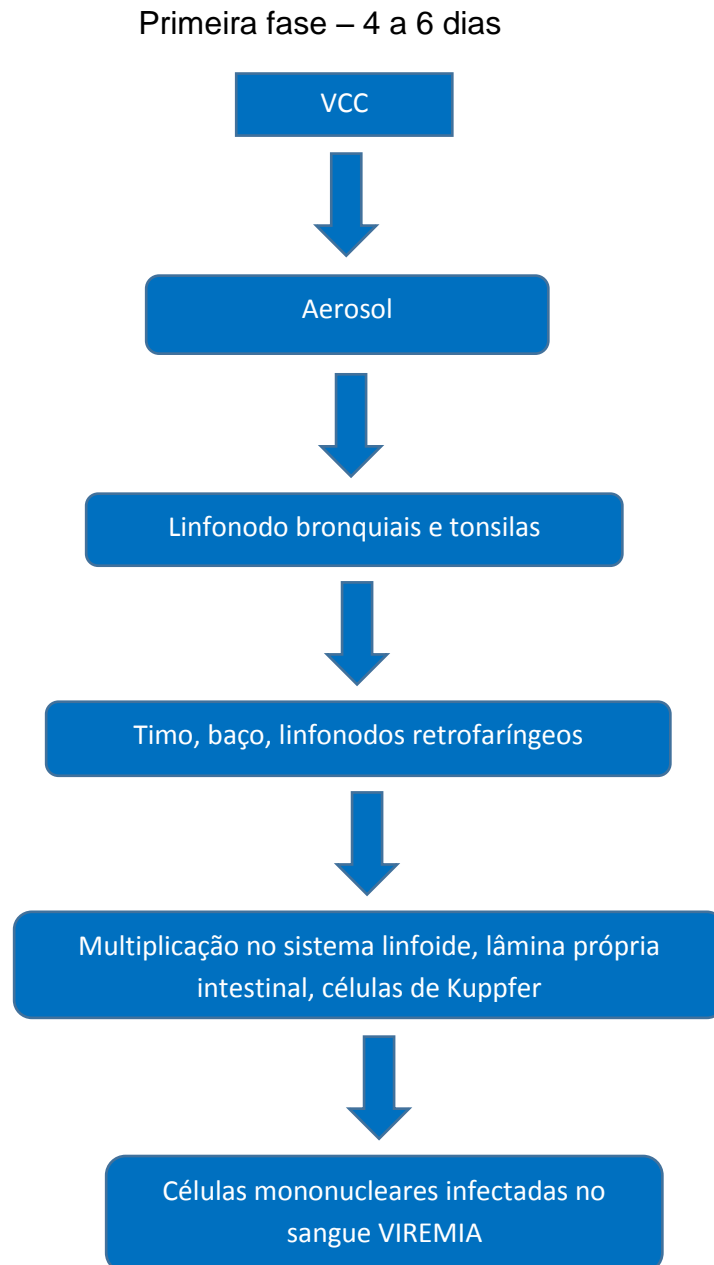 Primeira fase – 4 a 6 dias
VCC
Aerosol
Linfonodo bronquiais e tonsilas
Timo, baço, linfonodos retrofaríngeos
Multiplicação no sistema linfoide, lâmina própria
intestinal, células de Kuppfer
Células mononucleares infectadas no
sangue VIREMIA